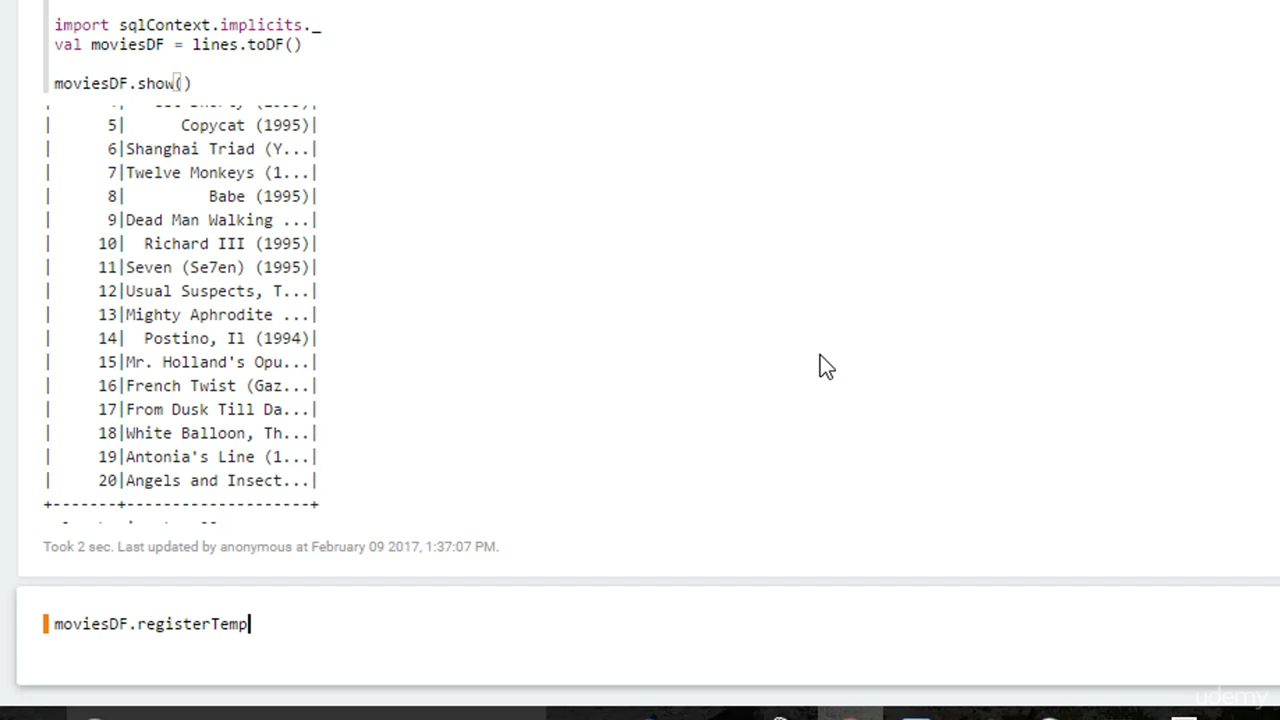 import sqlContext.implicits._
val moviesDF = lines.toDF()
moviesDF.show()
| 5| Copycat (1995)|
| 6|Shanghai Triad (Y...|
| 7|Twelve Monkeys (1...|
| 8| Babe (1995)|
| 9|Dead Man Walking ...|
| 10| Richard III (1995)|
| 11|Seven (Se7en) (1995)|
| 12|Usual Suspects, T...|
| 13|Mighty Aphrodite ...|
| 14| Postino, Il (1994)|
| 15|Mr. Holland's Opu...|
| 16|French Twist (Gaz...|
| 17|From Dusk Till Da...|
| 18|White Balloon, Th...|
| 19|Antonia's Line (1...|
| 20|Angels and Insect...|
+-------+--------------------+
Took 2 sec. Last updated by anonymous at February 09 2017, 1:37:07 PM.
moviesDF.registerTemp
udemy